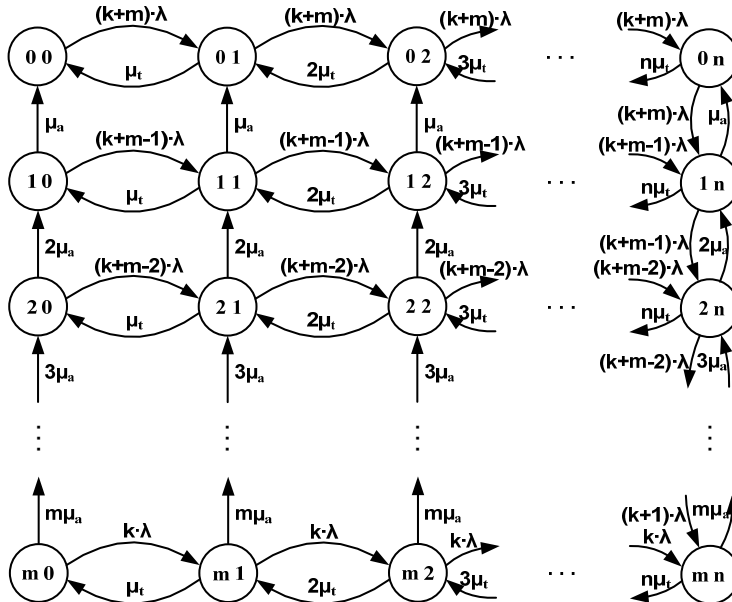 (k+m)·λ (k+m)·λ (k+m)·λ (k+m)·λ
0 0 0 1 0 2 ··· 0 n
μt 2μt 3μt nμt
μa μa μa (k+m)·λ μa
(k+m-1)·λ (k+m-1)·λ (k+m-1)·λ (k+m-1)·λ
1 0 1 1 1 2 ··· 1 n
μt 2μt 3μt nμt
2μa 2μa 2μa (k+m-1)·λ 2μa
(k+m-2)·λ (k+m-2)·λ (k+m-2)·λ (k+m-2)·λ
2 0 2 1 2 2 ··· 2 n
μt 2μt 3μt nμt
3μa 3μa 3μa (k+m-2)·λ 3μa
⋮ ⋮ ⋮ ⋮
mμa mμa mμa (k+1)·λ mμa
k·λ k·λ k·λ k·λ
m 0 m 1 m 2 ··· m n
μt 2μt 3μt nμt